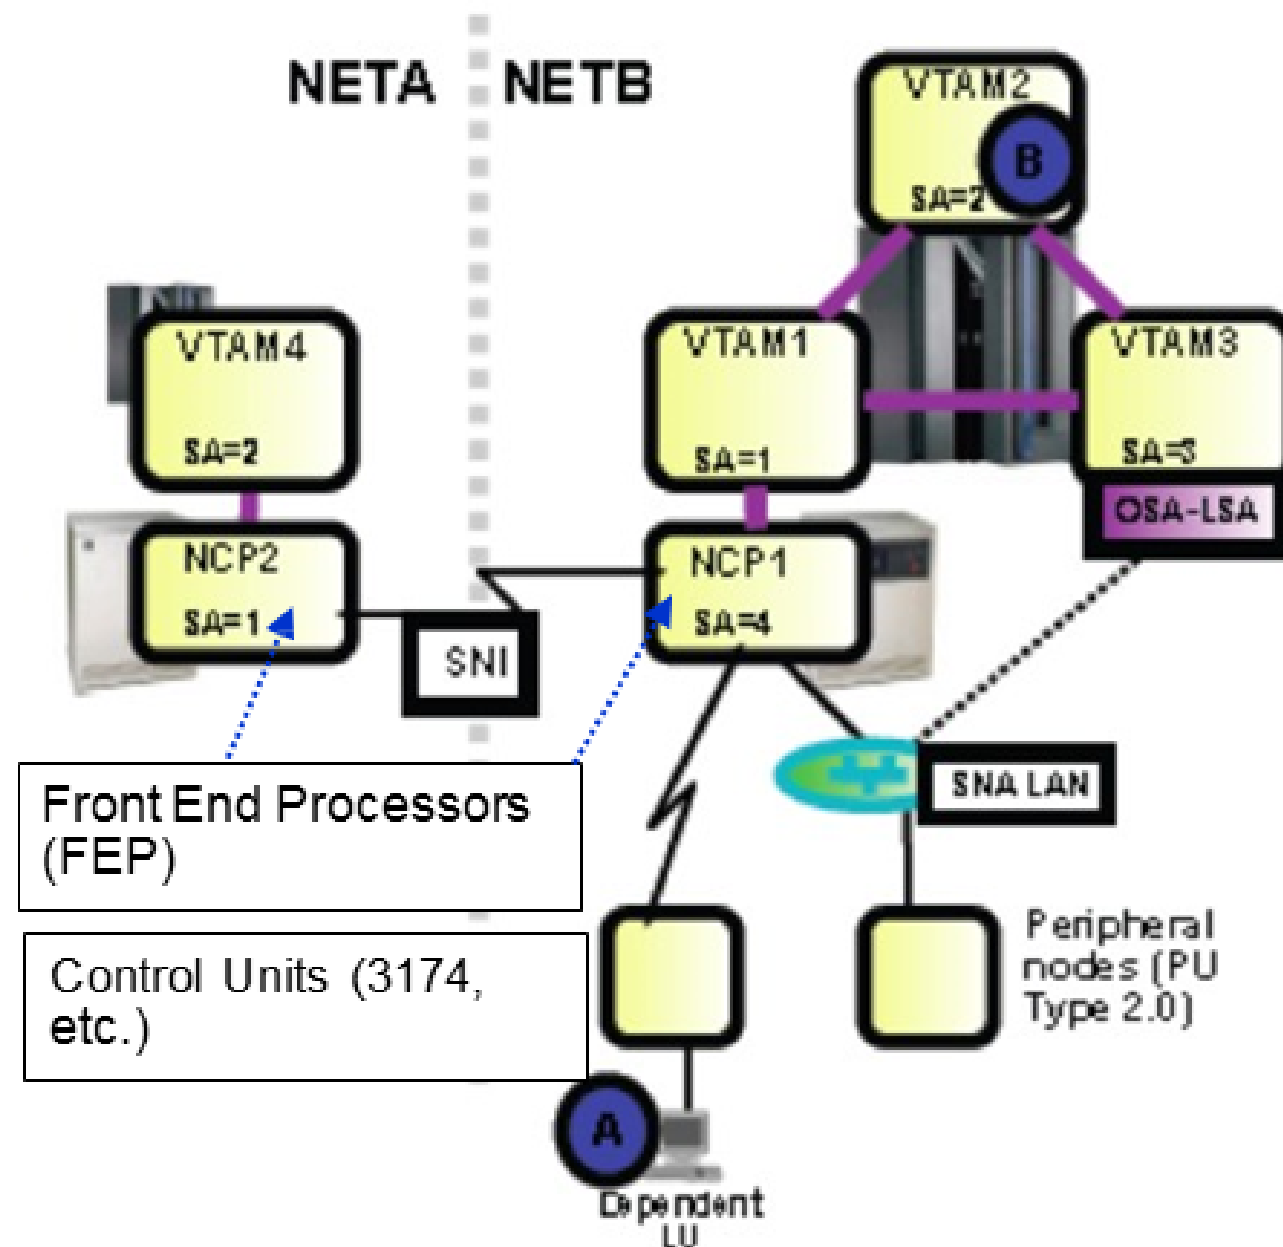 NETA
NETB
VTAM2
B
SA=2
VTAM4
SA=2
VTAM1
SA=1
VTAM3
SA=3
OSA-LSA
NCP2
SA=1
NCP1
SA=4
SNI
SNA LAN
Front End Processors
(FEP)
Control Units (3174,
etc.)
Peripheral
nodes (PU
Type 2.0)
A
Dependent
LU